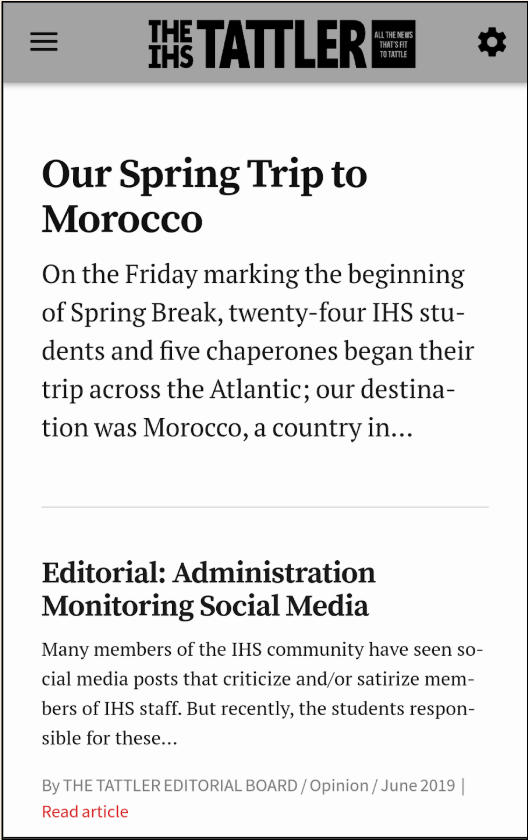 THE IHS TATTLER ALL THE NEWS THAT'S FIT TO TATTLE
Our Spring Trip to
Morocco
On the Friday marking the beginning
of Spring Break, twenty-four IHS stu-
dents and five chaperones began their
trip across the Atlantic; our destina-
tion was Morocco, a country in...
Editorial: Administration
Monitoring Social Media
Many members of the IHS community have seen so-
cial media posts that criticize and/or satirize mem-
bers of IHS staff. But recently, the students respon-
sible for these...
By THE TATTLER EDITORIAL BOARD / Opinion / June 2019 |
Read article